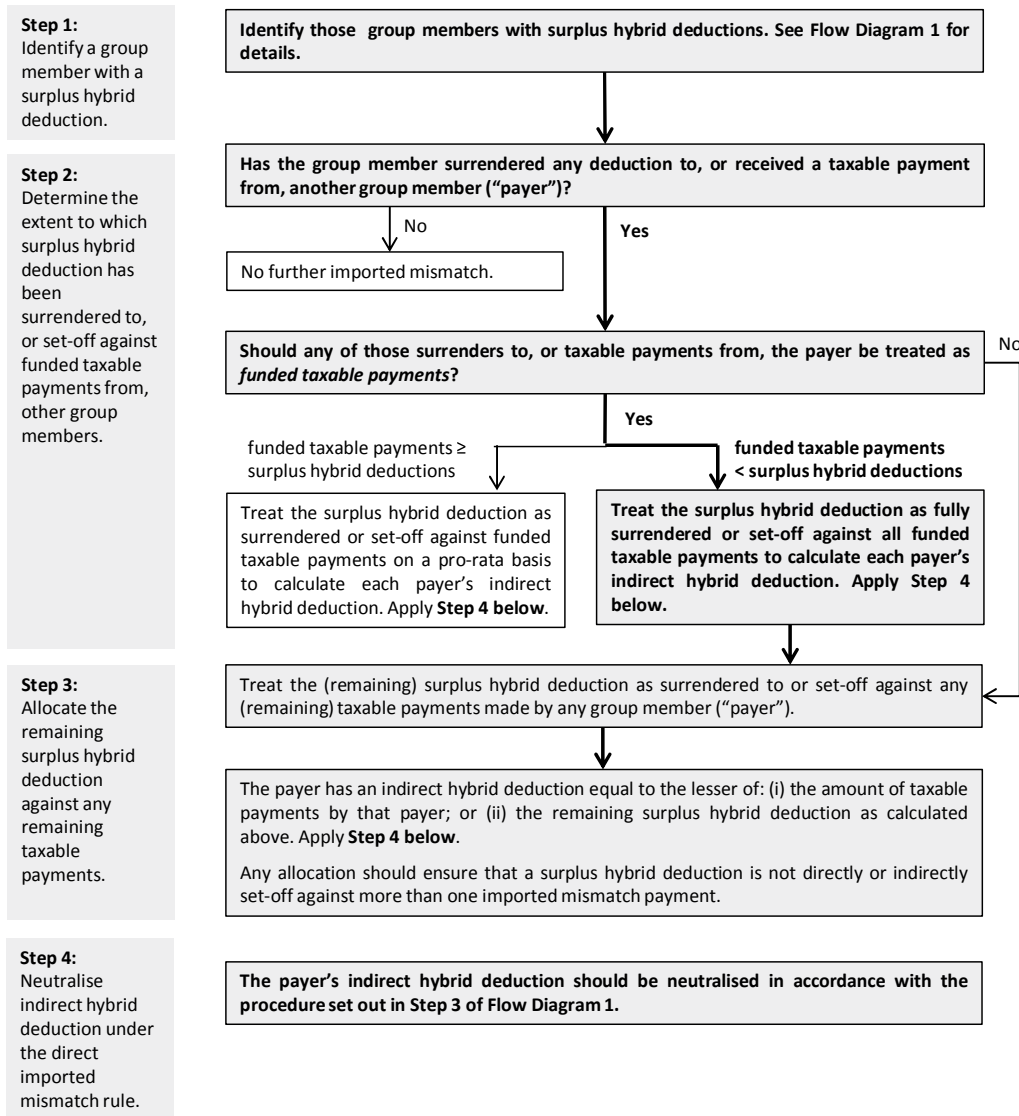 Step 1:
Identify a group
member with a
surplus hybrid
deduction.
Identify those group members with surplus hybrid deductions. See Flow Diagram 1 for
details.
Step 2:
Determine the
extent to which
surplus hybrid
deduction has
been
surrendered to,
or set-off against
funded taxable
payments from,
other group
members.
Has the group member surrendered any deduction to, or received a taxable payment
from, another group member (“payer”)?
No
Yes
No further imported mismatch.
Should any of those surrenders to, or taxable payments from, the payer be treated as
funded taxable payments?
No
Yes
funded taxable payments ≥
surplus hybrid deductions
funded taxable payments
< surplus hybrid deductions
Treat the surplus hybrid deduction as
surrendered or set-off against funded
taxable payments on a pro-rata basis
to calculate each payer’s indirect
hybrid deduction. Apply Step 4 below.
Treat the surplus hybrid deduction as fully
surrendered or set-off against all funded
taxable payments to calculate each payer’s
indirect hybrid deduction. Apply Step 4
below.
Step 3:
Allocate the
remaining
surplus hybrid
deduction
against any
remaining
taxable
payments.
Treat the (remaining) surplus hybrid deduction as surrendered to or set-off against any
(remaining) taxable payments made by any group member (“payer”).
The payer has an indirect hybrid deduction equal to the lesser of: (i) the amount of taxable
payments by that payer; or (ii) the remaining surplus hybrid deduction as calculated
above. Apply Step 4 below.
Any allocation should ensure that a surplus hybrid deduction is not directly or indirectly
set-off against more than one imported mismatch payment.
Step 4:
Neutralise
indirect hybrid
deduction under
the direct
imported
mismatch rule.
The payer’s indirect hybrid deduction should be neutralised in accordance with the
procedure set out in Step 3 of Flow Diagram 1.